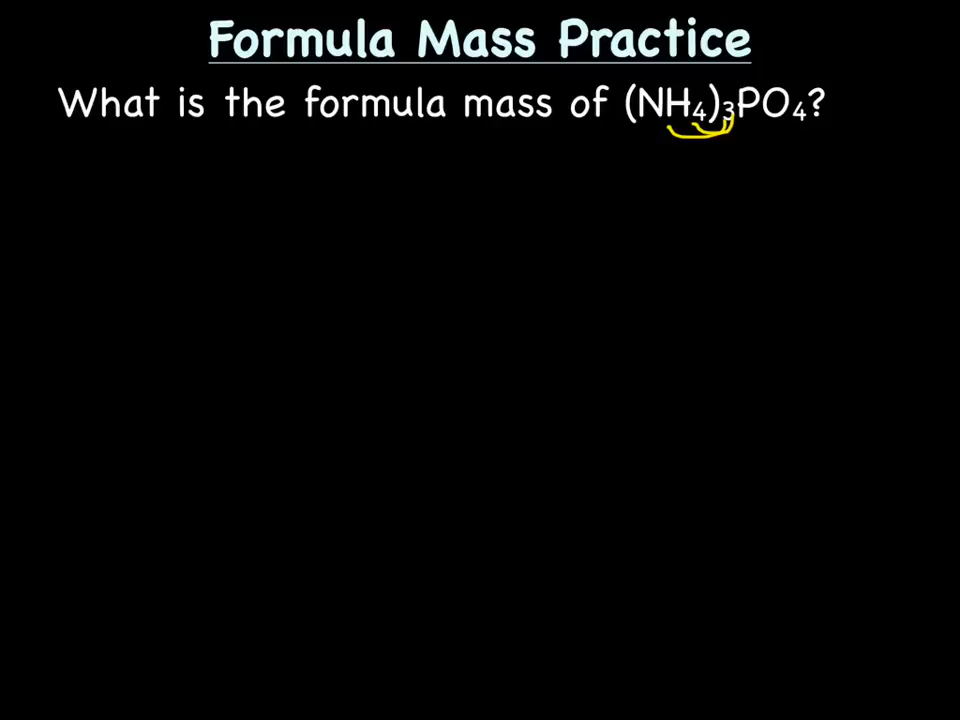 Formula Mass Practice
What is the formula mass of (NH₄)₃PO₄?